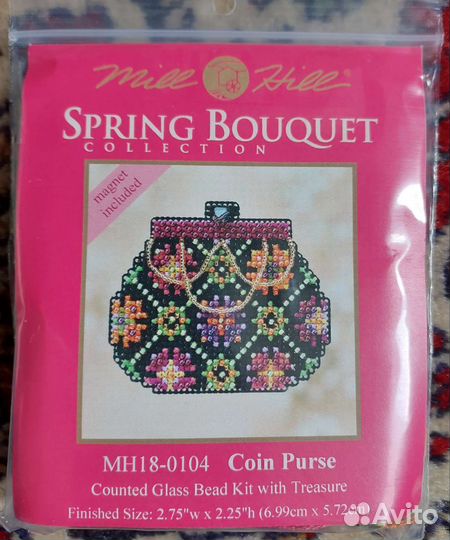 Mill Hill®
SPRING BOUQUET
COLLECTION
magnet
included
MH18-0104 Coin Purse
Counted Glass Bead Kit with Treasure
Finished Size: 2.75"w x 2.25"h (6.99cm x 5.72cm)
Avito